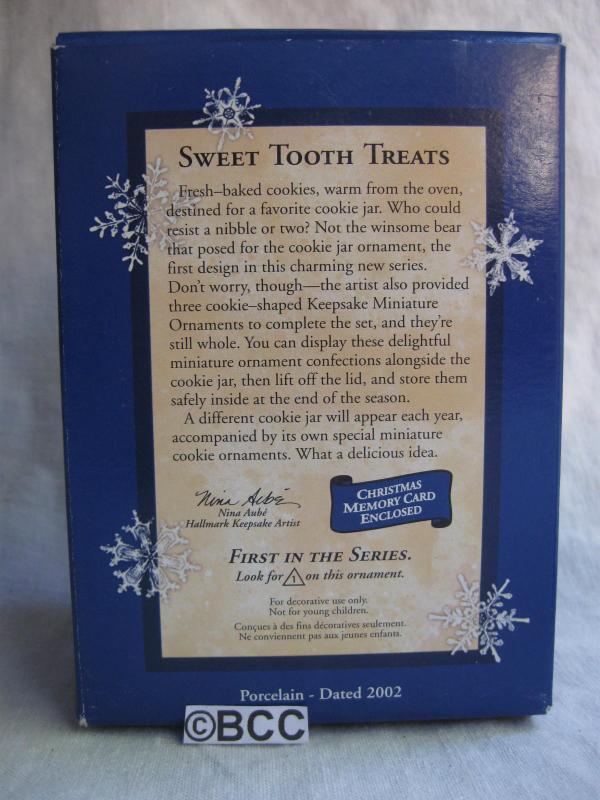 SWEET TOOTH TREATS
Fresh–baked cookies, warm from the oven,
destined for a favorite cookie jar. Who could
resist a nibble or two? Not the winsome bear
that posed for the cookie jar ornament, the
first design in this charming new series.
Don't worry, though—the artist also provided
three cookie–shaped Keepsake Miniature
Ornaments to complete the set, and they're
still whole. You can display these delightful
miniature ornament confections alongside the
cookie jar, then lift off the lid, and store them
safely inside at the end of the season.
A different cookie jar will appear each year,
accompanied by its own special miniature
cookie ornaments. What a delicious idea.
Nina Aubé
Nina Aubé
Hallmark Keepsake Artist
CHRISTMAS
MEMORY CARD
ENCLOSED
FIRST IN THE SERIES.
Look for 1 on this ornament.
For decorative use only.
Not for young children.
Conçues à des fins décoratives seulement.
Ne conviennent pas aux jeunes enfants.
Porcelain - Dated 2002
©BCC